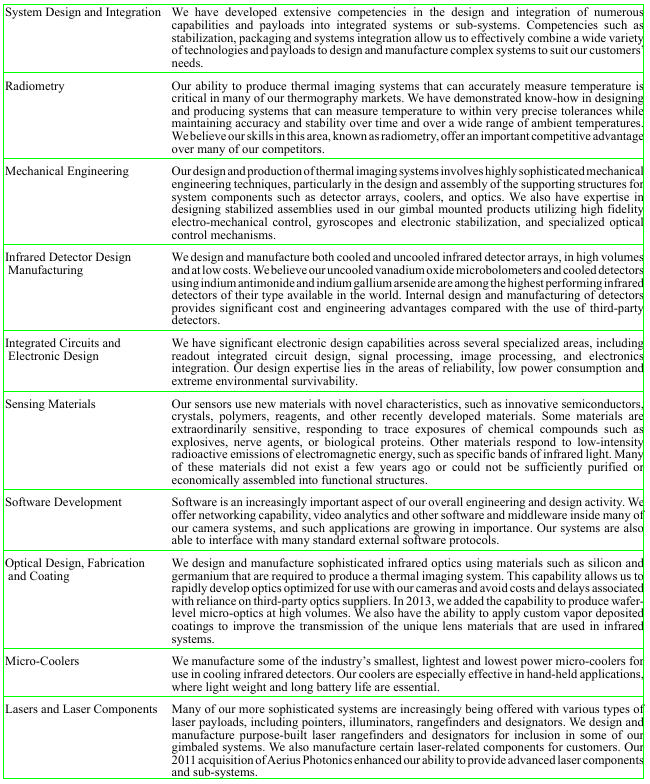 System Design and Integration We have developed extensive competencies in the design and integration of numerous
capabilities and payloads into integrated systems or sub-systems. Competencies such as
stabilization, packaging and systems integration allow us to effectively combine a wide variety
of technologies and payloads to design and manufacture complex systems to suit our customers'
needs.
Radiometry Our ability to produce thermal imaging systems that can accurately measure temperature is
critical in many of our thermography markets. We have demonstrated know-how in designing
and producing systems that can measure temperature to within very precise tolerances while
maintaining accuracy and stability over time and over a wide range of ambient temperatures.
We believe our skills in this area, known as radiometry, offer an important competitive advantage
over many of our competitors.
Mechanical Engineering Our design and production of thermal imaging systems involves highly sophisticated mechanical
engineering techniques, particularly in the design and assembly of the supporting structures for
system components such as detector arrays, coolers, and optics. We also have expertise in
designing stabilized assemblies used in our gimbal mounted products utilizing high fidelity
electro-mechanical control, gyroscopes and electronic stabilization, and specialized optical
control mechanisms.
Infrared Detector Design We design and manufacture both cooled and uncooled infrared detector arrays, in high volumes
Manufacturing and at low costs. We believe our uncooled vanadium oxide microbolometers and cooled detectors
using indium antimonide and indium gallium arsenide are among the highest performing infrared
detectors of their type available in the world. Internal design and manufacturing of detectors
provides significant cost and engineering advantages compared with the use of third-party
detectors.
Integrated Circuits and We have significant electronic design capabilities across several specialized areas, including
Electronic Design readout integrated circuit design, signal processing, image processing, and electronics
integration. Our design expertise lies in the areas of reliability, low power consumption and
extreme environmental survivability.
Sensing Materials Our sensors use new materials with novel characteristics, such as innovative semiconductors,
crystals, polymers, reagents, and other recently developed materials. Some materials are
extraordinarily sensitive, responding to trace exposures of chemical compounds such as
explosives, nerve agents, or biological proteins. Other materials respond to low-intensity
radioactive emissions of electromagnetic energy, such as specific bands of infrared light. Many
of these materials did not exist a few years ago or could not be sufficiently purified or
economically assembled into functional structures.
Software Development Software is an increasingly important aspect of our overall engineering and design activity. We
offer networking capability, video analytics and other software and middleware inside many of
our camera systems, and such applications are growing in importance. Our systems are also
able to interface with many standard external software protocols.
Optical Design, Fabrication We design and manufacture sophisticated infrared optics using materials such as silicon and
and Coating germanium that are required to produce a thermal imaging system. This capability allows us to
rapidly develop optics optimized for use with our cameras and avoid costs and delays associated
with reliance on third-party optics suppliers. In 2013, we added the capability to produce wafer-
level micro-optics at high volumes. We also have the ability to apply custom vapor deposited
coatings to improve the transmission of the unique lens materials that are used in infrared
systems.
Micro-Coolers We manufacture some of the industry's smallest, lightest and lowest power micro-coolers for
use in cooling infrared detectors. Our coolers are especially effective in hand-held applications,
where light weight and long battery life are essential.
Lasers and Laser Components Many of our more sophisticated systems are increasingly being offered with various types of
laser payloads, including pointers, illuminators, rangefinders and designators. We design and
manufacture purpose-built laser rangefinders and designators for inclusion in some of our
gimbaled systems. We also manufacture certain laser-related components for customers. Our
2011 acquisition of Aerius Photonics enhanced our ability to provide advanced laser components
and sub-systems.